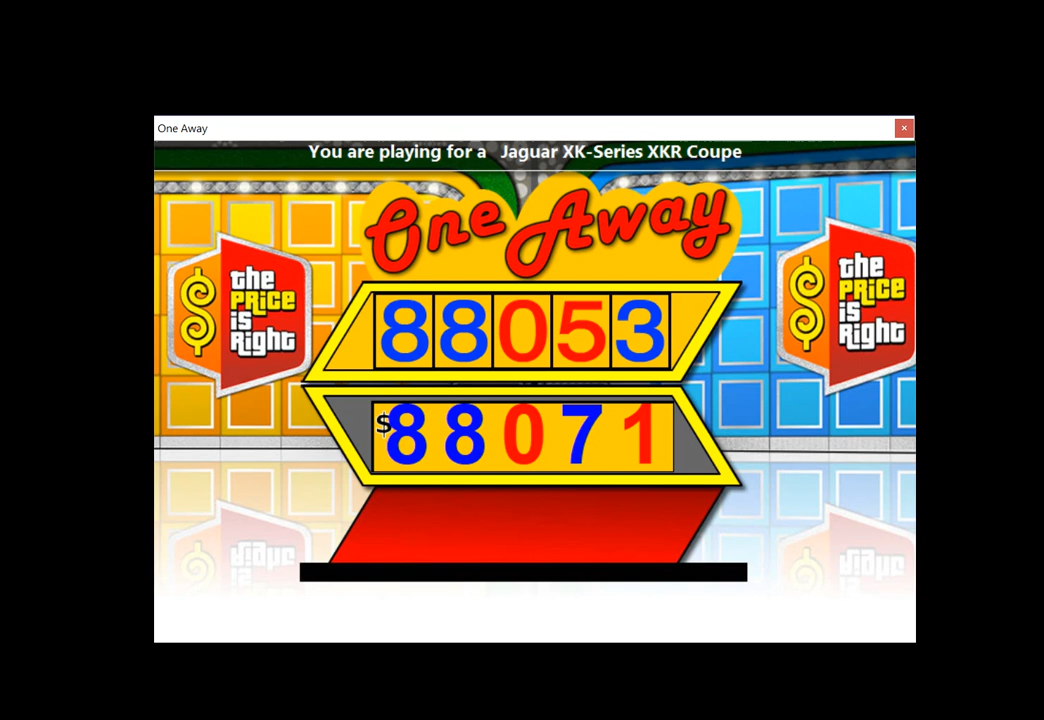 One Away
You are playing for a Jaguar XK-Series XKR Coupe
One Away
the
PRiCe
is
Right
the
PRiCe
is
Right
88053
$88071